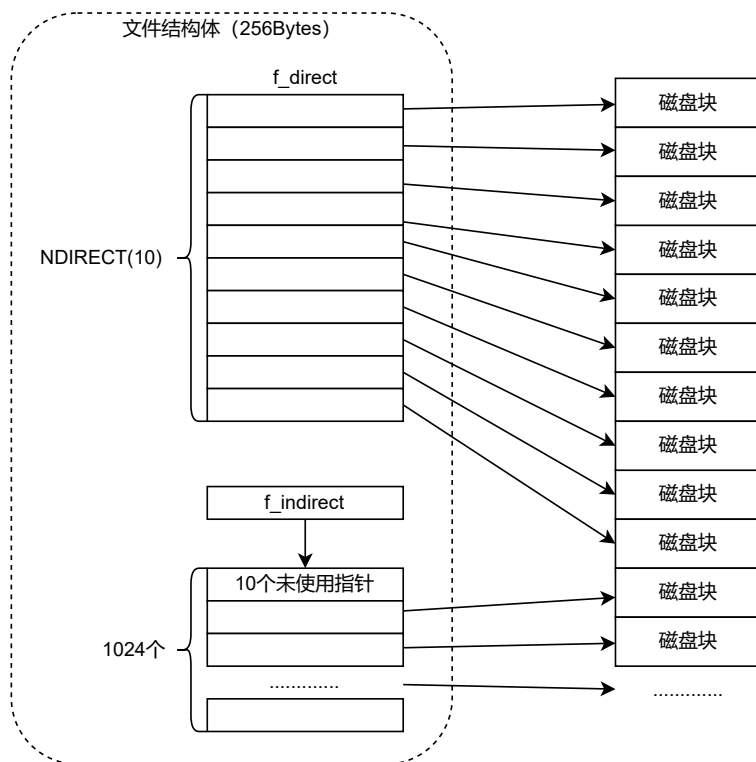 文件结构体（256Bytes）
f_direct
NDIRECT(10)
磁盘块
磁盘块
磁盘块
磁盘块
磁盘块
磁盘块
磁盘块
磁盘块
磁盘块
磁盘块
磁盘块
磁盘块
.............
f_indirect
10个未使用指针
1024个
.............